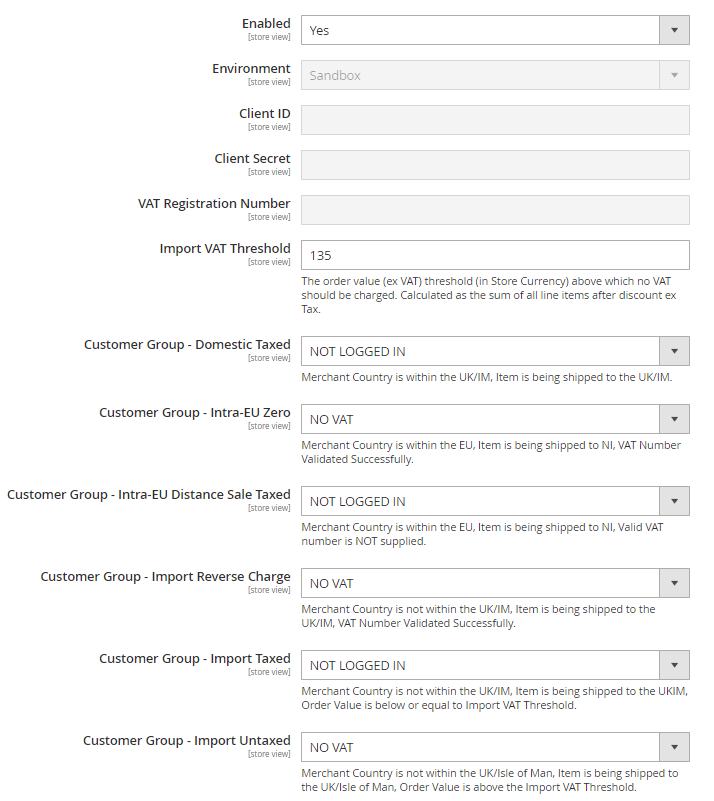 Enabled
[store view]
Yes
Environment
[store view]
Sandbox
Client ID
[store view]
Client Secret
[store view]
VAT Registration Number
[store view]
Import VAT Threshold
[store view]
135
The order value (ex VAT) threshold (in Store Currency) above which no VAT
should be charged. Calculated as the sum of all line items after discount ex
Tax.
Customer Group - Domestic Taxed
[store view]
NOT LOGGED IN
Merchant Country is within the UK/IM, Item is being shipped to the UK/IM.
Customer Group - Intra-EU Zero
[store view]
NO VAT
Merchant Country is within the EU, Item is being shipped to NI, VAT Number
Validated Successfully.
Customer Group - Intra-EU Distance Sale Taxed
[store view]
NOT LOGGED IN
Merchant Country is within the EU, Item is being shipped to NI, Valid VAT
number is NOT supplied.
Customer Group - Import Reverse Charge
[store view]
NO VAT
Merchant Country is not within the UK/IM, Item is being shipped to the
UK/IM, VAT Number Validated Successfully.
Customer Group - Import Taxed
[store view]
NOT LOGGED IN
Merchant Country is not within the UK/IM, Item is being shipped to the UKIM,
Order Value is below or equal to Import VAT Threshold.
Customer Group - Import Untaxed
[store view]
NO VAT
Merchant Country is not within the UK/Isle of Man, Item is being shipped to
the UK/Isle of Man, Order Value is above the Import VAT Threshold.